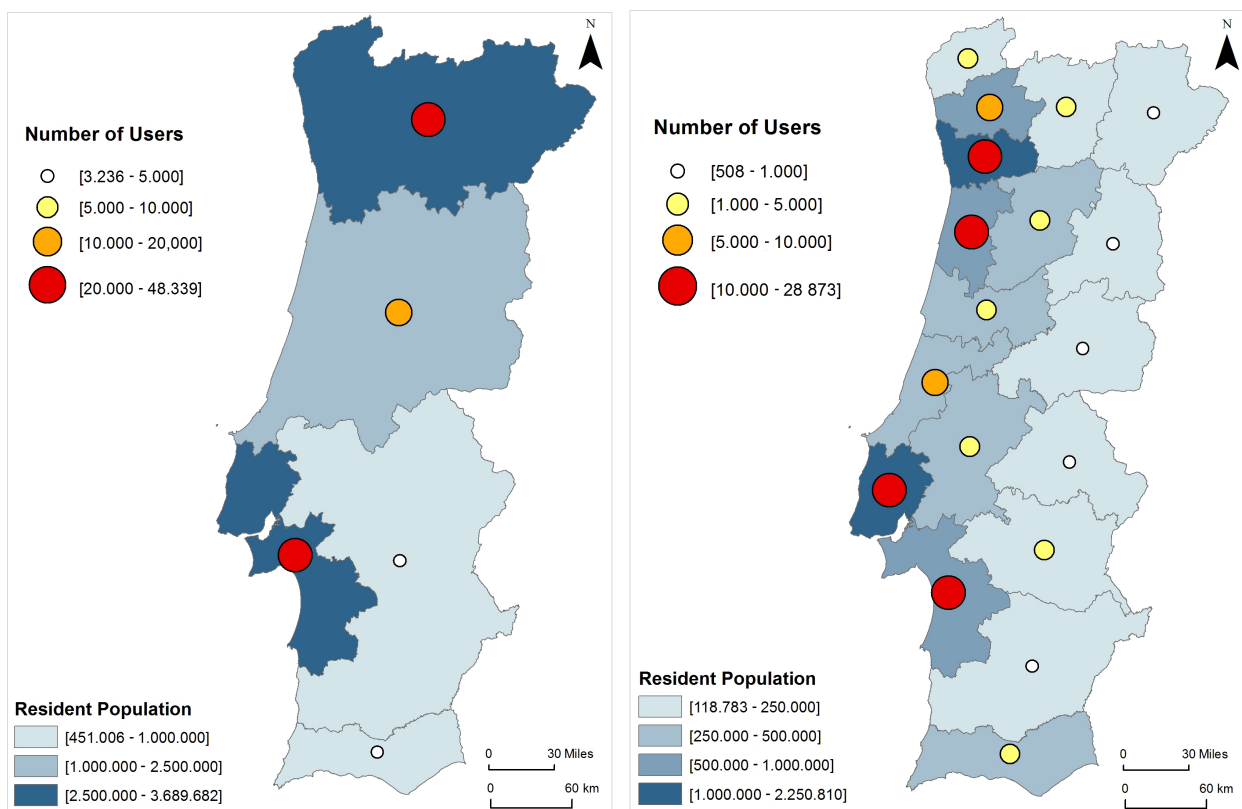 N
Number of Users
[3.236 - 5.000]
[5.000 - 10.000]
[10.000 - 20,000]
[20.000 - 48.339]
Resident Population
[451.006 - 1.000.000]
[1.000.000 - 2.500.000]
[2.500.000 - 3.689.682]
0 30 Miles
0 60 km
N
Number of Users
[508 - 1.000]
[1.000 - 5.000]
[5.000 - 10.000]
[10.000 - 28 873]
Resident Population
[118.783 - 250.000]
[250.000 - 500.000]
[500.000 - 1.000.000]
[1.000.000 - 2.250.810]
0 30 Miles
0 60 km